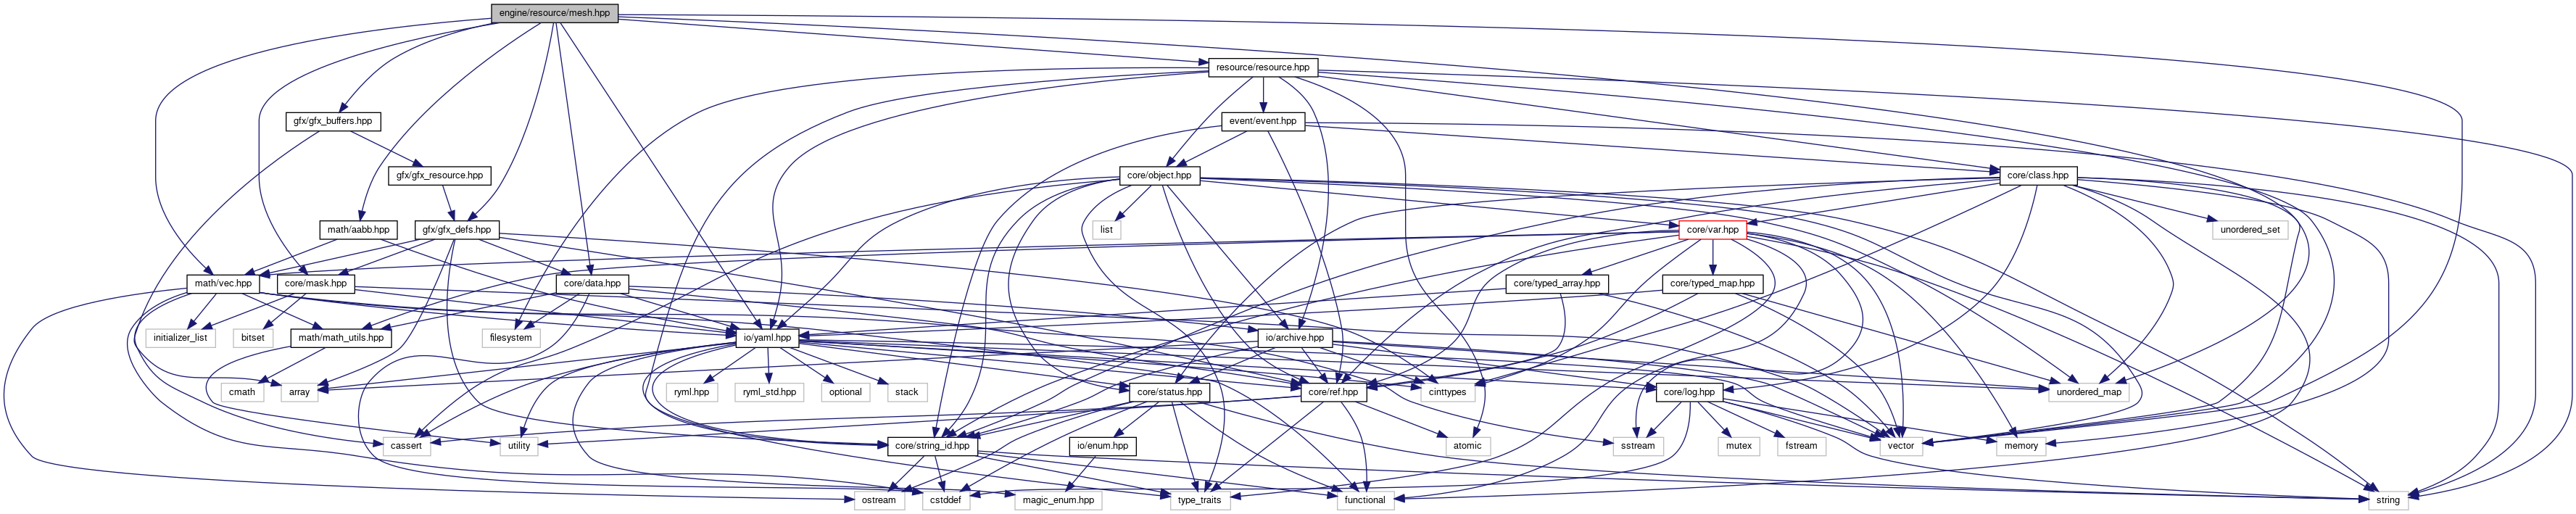 engine/resource/mesh.hpp
resource/resource.hpp
gfx/gfx_buffers.hpp
event/event.hpp
gfx/gfx_resource.hpp
core/object.hpp
core/class.hpp
math/aabb.hpp
gfx/gfx_defs.hpp
list
core/var.hpp
unordered_set
math/vec.hpp
core/mask.hpp
core/data.hpp
core/typed_array.hpp
core/typed_map.hpp
initializer_list
bitset
math/math_utils.hpp
filesystem
io/yaml.hpp
io/archive.hpp
cmath
array
ryml.hpp
ryml_std.hpp
optional
stack
core/status.hpp
core/ref.hpp
cinttypes
core/log.hpp
unordered_map
cassert
utility
core/string_id.hpp
io/enum.hpp
atomic
sstream
mutex
fstream
vector
memory
ostream
cstddef
magic_enum.hpp
type_traits
functional
string